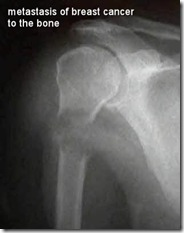 metastasis of breast cancer
to the bone